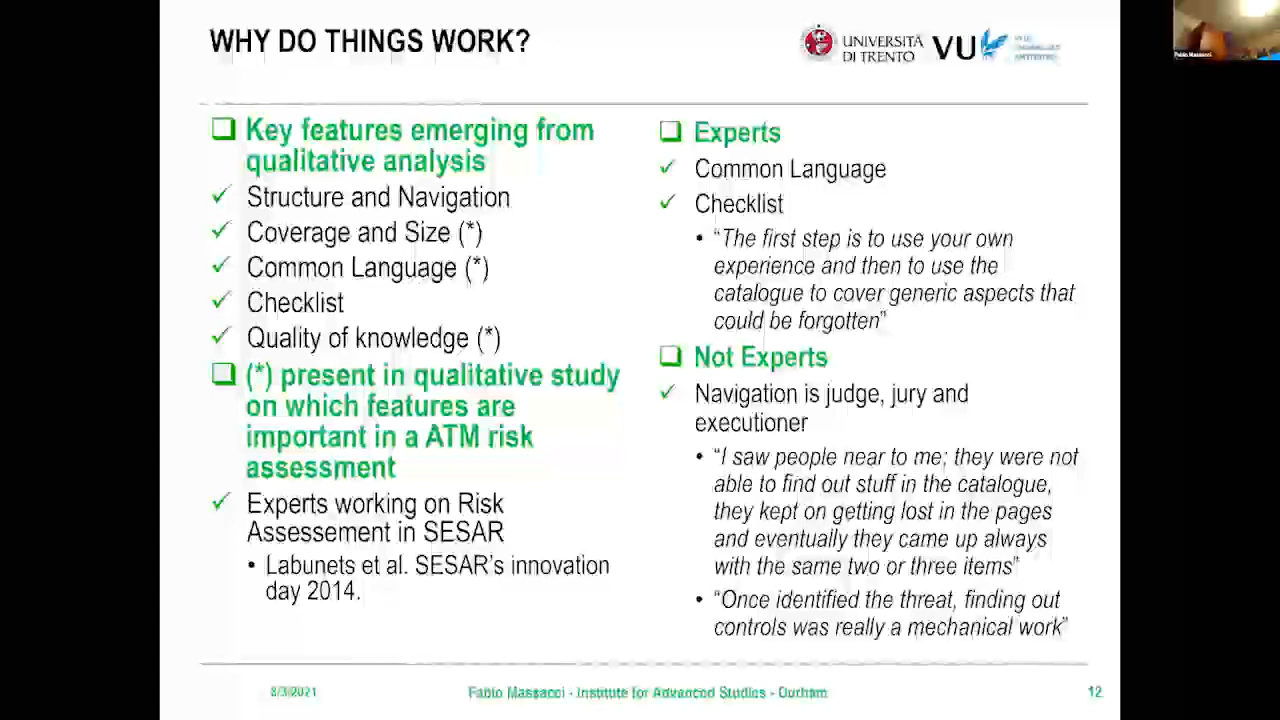 WHY DO THINGS WORK?
UNIVERSITÀ
DI TRENTO
VU
Key features emerging from
qualitative analysis
Structure and Navigation
Coverage and Size (*)
Common Language (*)
Checklist
Quality of knowledge (*)
(*) present in qualitative study
on which features are
important in a ATM risk
assessment
Experts working on Risk
Assessement in SESAR
• Labunets et al. SESAR's innovation
day 2014.
Experts
Common Language
Checklist
• "The first step is to use your own
experience and then to use the
catalogue to cover generic aspects that
could be forgotten"
Not Experts
Navigation is judge, jury and
executioner
• "I saw people near to me; they were not
able to find out stuff in the catalogue,
they kept on getting lost in the pages
and eventually they came up always
with the same two or three items"
• "Once identified the threat, finding out
controls was really a mechanical work"
8/3/2021
Fabio Massacci - Institute for Advanced Studies - Durham
12
Fabio Massacci